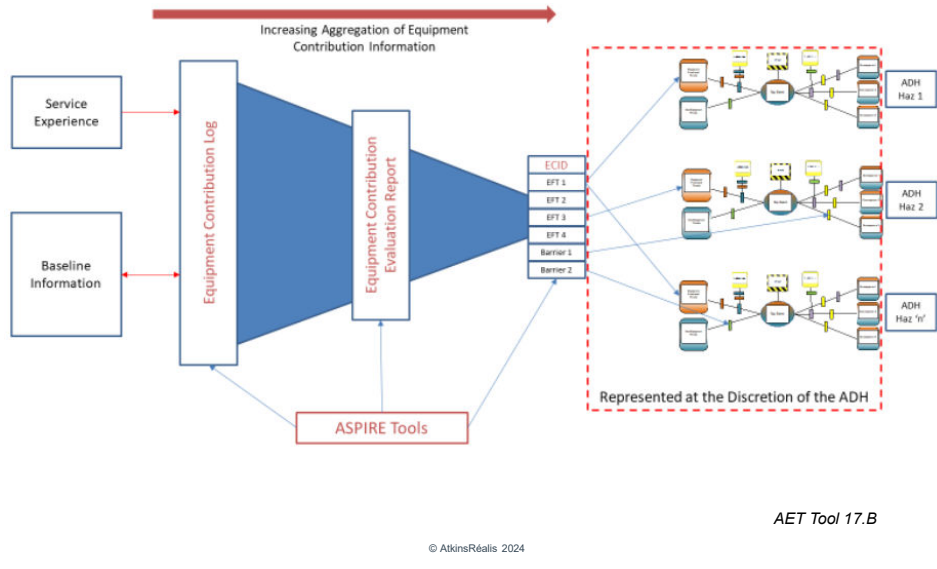 Increasing Aggregation of Equipment
Contribution Information
Service
Experience
Baseline
Information
Equipment Contribution Log
Equipment Contribution
Evaluation Report
ECID
EFT 1
EFT 2
EFT 3
EFT 4
Barrier 1
Barrier 2
ADH
Haz 1
ADH
Haz 2
ADH
Haz 'n'
Represented at the Discretion of the ADH
ASPIRE Tools
AET Tool 17.B
© AtkinsRéalis 2024